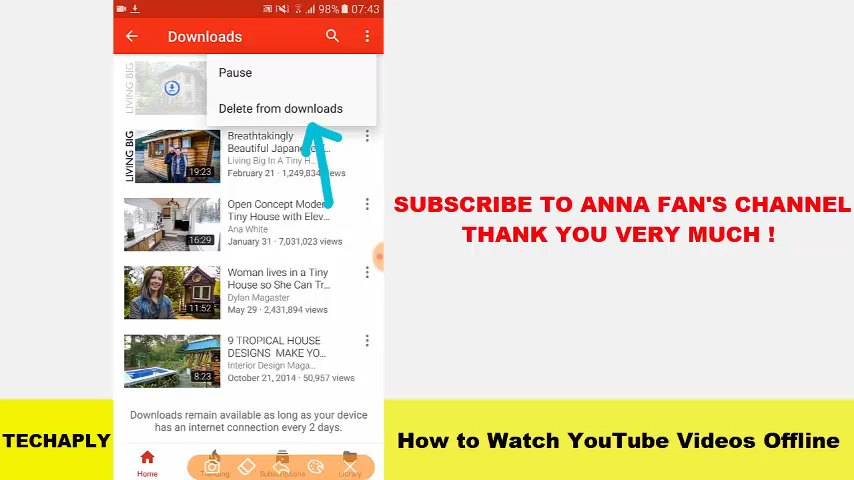 98% 07:43
Downloads
Pause
Delete from downloads
LIVING BIG
LIVING BIG
Breathtakingly
Beautiful Japane
Living Big In A Tiny H...
February 21 · 1,249,834 views
19:23
Open Concept Moder
Tiny House with Elev...
Ana White
January 31 · 7,031,023 views
16:29
Woman lives in a Tiny
House so She Can Tr...
Dylan Magaster
May 29 · 2,431,894 views
11:52
9 TROPICAL HOUSE
DESIGNS MAKE YO...
Interior Design Maga...
October 21, 2014 · 50,957 views
8:23
Downloads remain available as long as your device
has an internet connection every 2 days.
Home
Trending
Subscriptions
Library
SUBSCRIBE TO ANNA FAN'S CHANNEL
THANK YOU VERY MUCH !
TECHAPLY
How to Watch YouTube Videos Offline